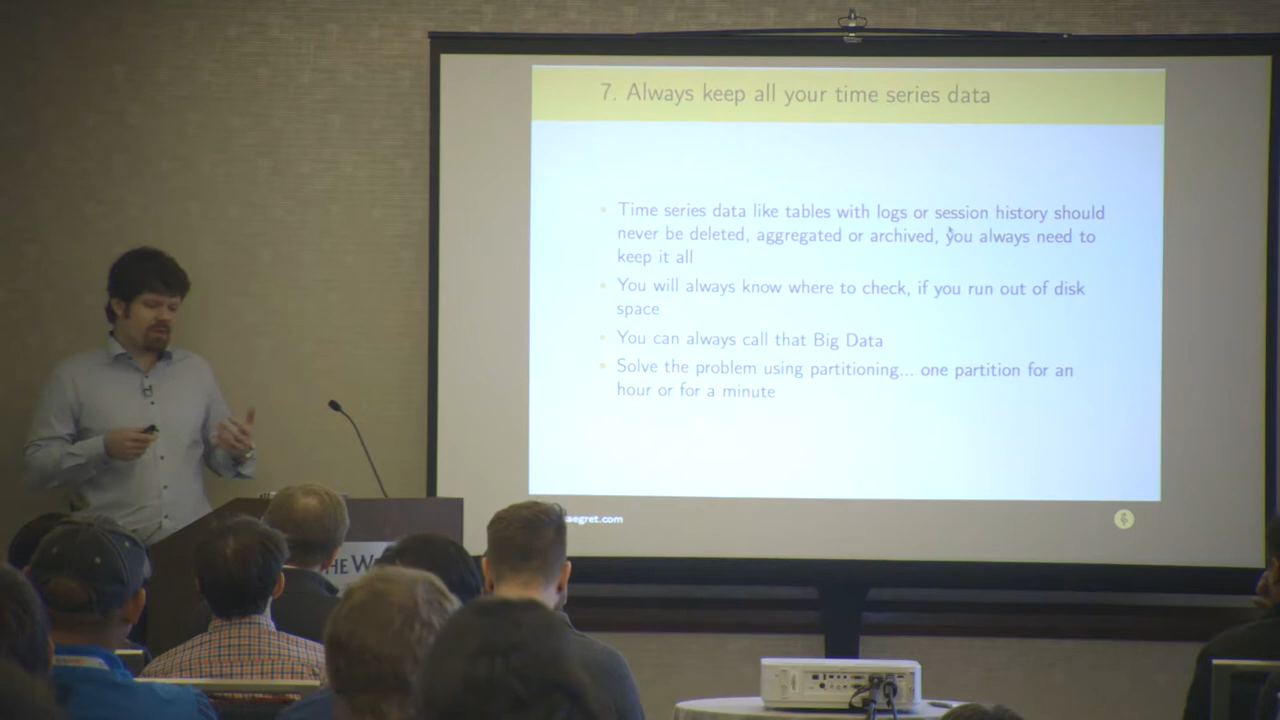 7. Always keep all your time series data
Time series data like tables with logs or session history should
never be deleted, aggregated or archived, you always need to
keep it all
You will always know where to check, if you run out of disk
space
You can always call that Big Data
Solve the problem using partitioning... one partition for an
hour or for a minute
aegret.com
HE W